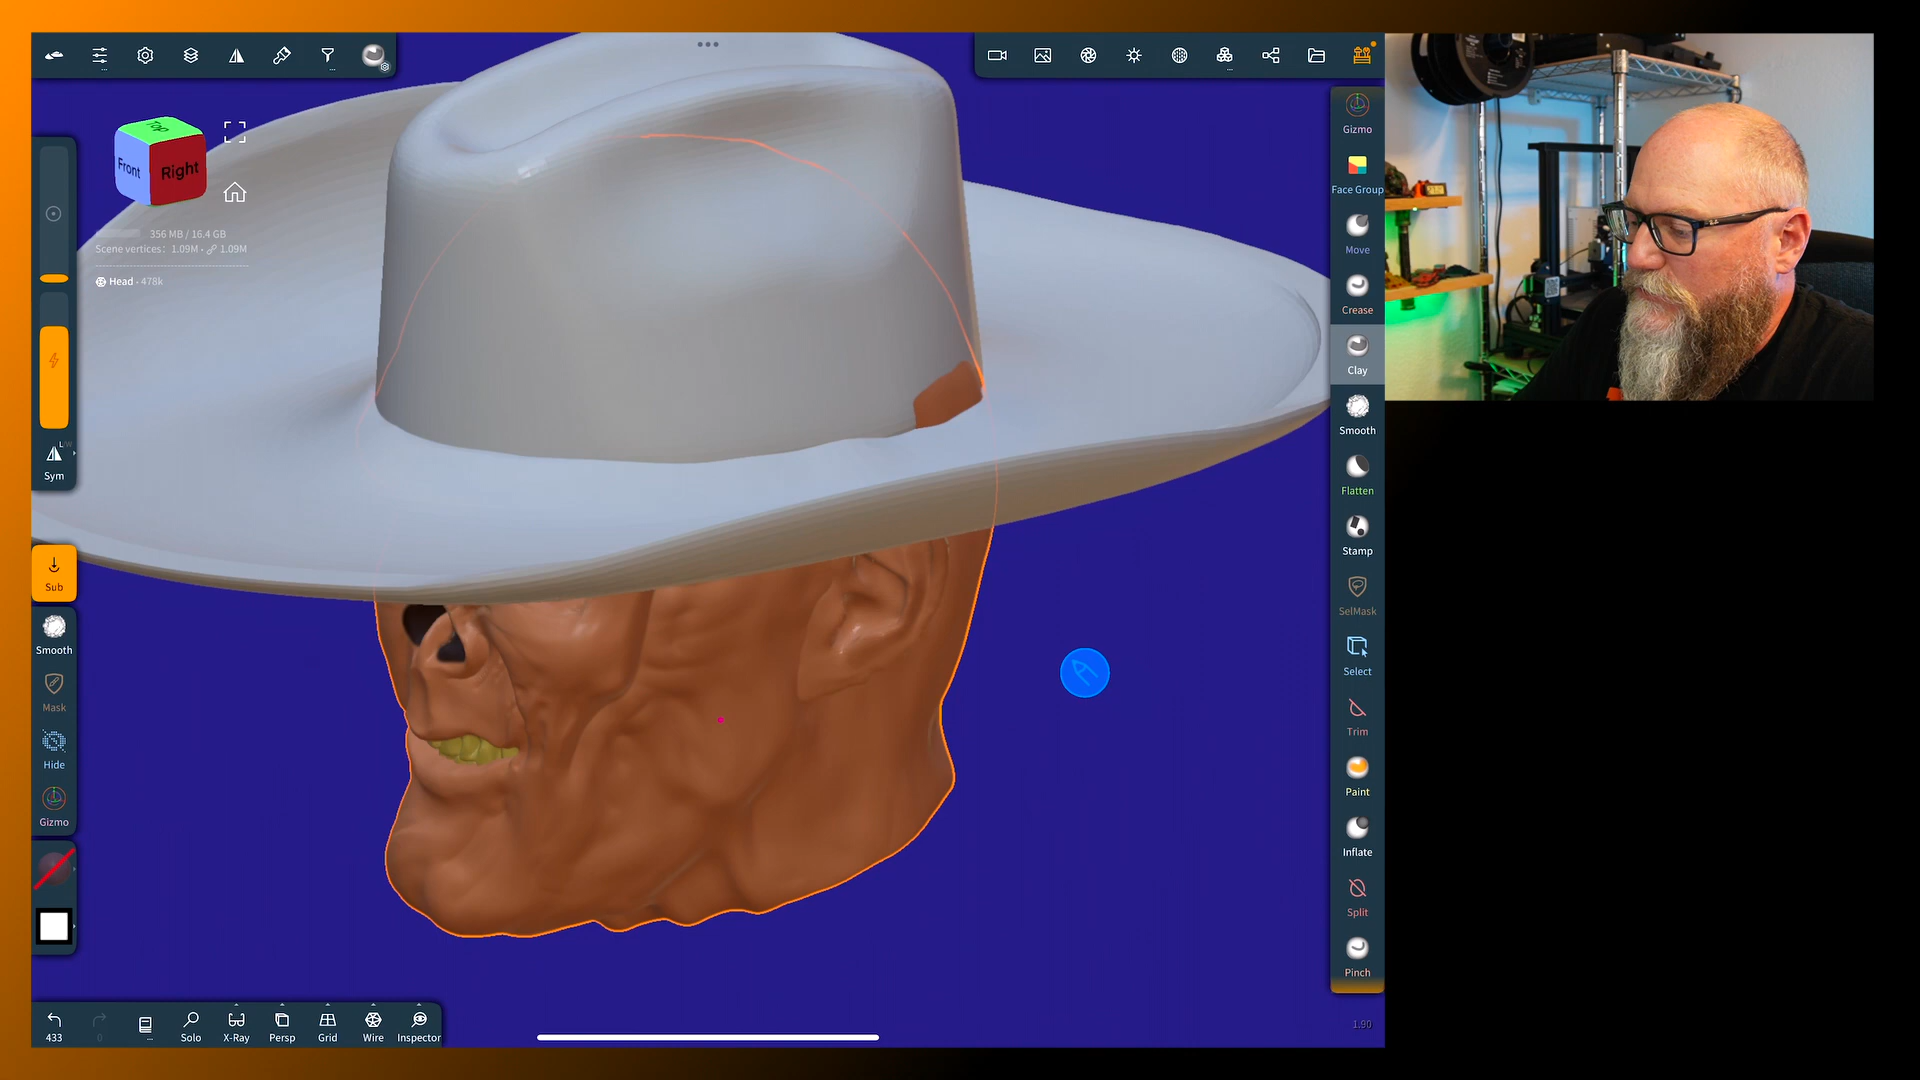 Top
Front
Right
356 MB / 16.4 GB
Scene vertices: 1.09M • 1.09M
Head • 478k
L/W
Sym
Sub
Smooth
Mask
Hide
Gizmo
433
0
Solo
X-Ray
Persp
Grid
Wire
Inspector
Gizmo
Face Group
Move
Crease
Clay
Smooth
Flatten
Stamp
SelMask
Select
Trim
Paint
Inflate
Split
Pinch
1.90